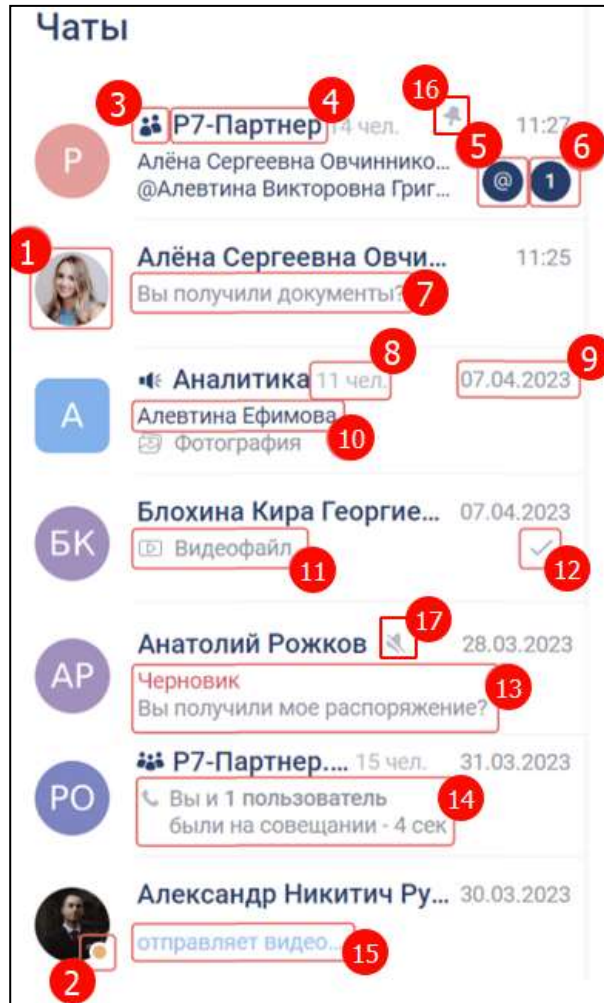 Чаты
16
3 4
Р7-Партнер 14 чел. 11:27
Р
5 6
Алёна Сергеевна Овчиннико...
@Алевтина Викторовна Григ... @ 1
1
Алёна Сергеевна Овчи... 11:25
Вы получили документы? 7
8 9
Аналитика 11 чел. 07.04.2023
А
Алевтина Ефимова
10
Фотография
Блохина Кира Георгие... 07.04.2023
БК
Видеофайл
11 12
17
Анатолий Рожков 28.03.2023
АР
Черновик 13
Вы получили мое распоряжение?
Р7-Партнер.... 15 чел. 31.03.2023
РО
Вы и 1 пользователь 14
были на совещании - 4 сек
Александр Никитич Ру... 30.03.2023
отправляет видео... 15
2